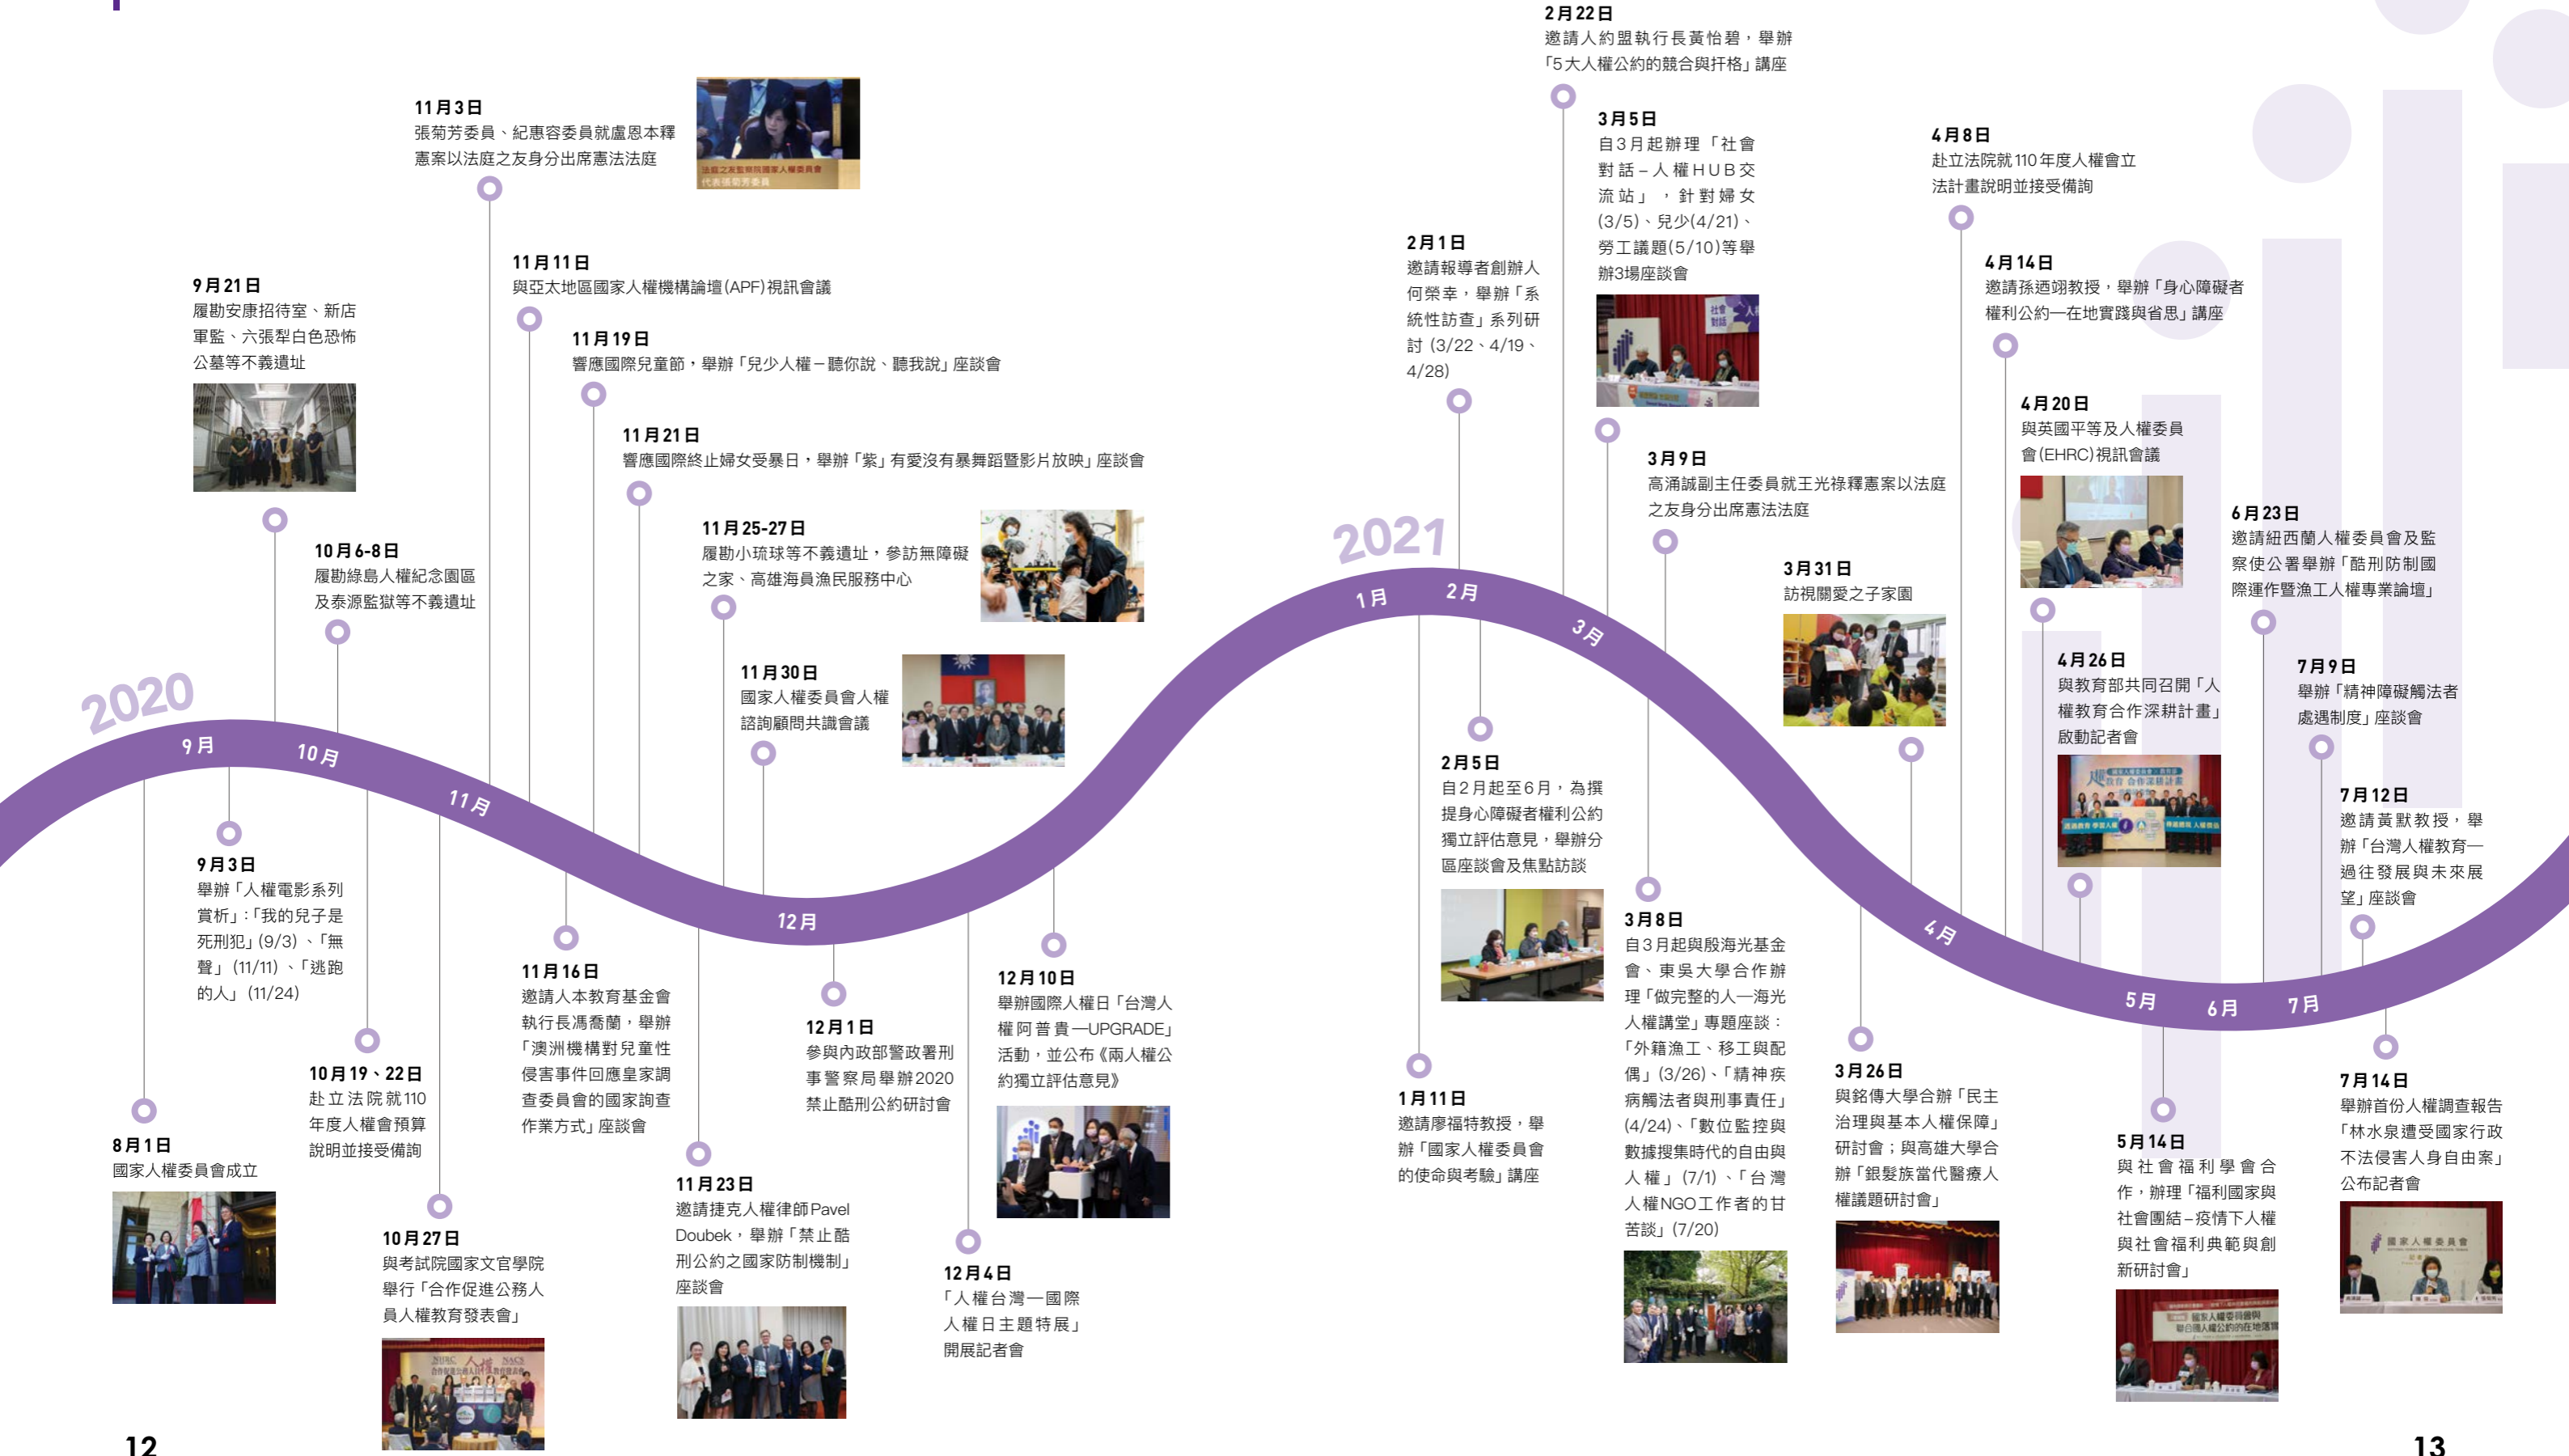 2020
8月1日
國家人權委員會成立
9月
9月3日
舉辦「人權電影系列
賞析」：「我的兒子是
死刑犯」(9/3)、「無
聲」(11/11)、「逃跑
的人」(11/24)
9月21日
履勘安康招待室、新店
軍監、六張犁白色恐怖
公墓等不義遺址
10月
10月6-8日
履勘綠島人權紀念園區
及泰源監獄等不義遺址
10月19、22日
赴立法院就110
年度人權會預算
說明並接受備詢
10月27日
與考試院國家文官學院
舉行「合作促進公務人
員人權教育發表會」
NHRC 人權 NACS
11月
11月3日
張菊芳委員、紀惠容委員就盧恩本釋
憲案以法庭之友身分出席憲法法庭
法庭之友監察院國家人權委員會
代表張菊芳委員
11月11日
與亞太地區國家人權機構論壇(APF)視訊會議
11月16日
邀請人本教育基金會
執行長馮喬蘭，舉辦
「澳洲機構對兒童性
侵害事件回應皇家調
查委員會的國家詢查
作業方式」座談會
11月19日
響應國際兒童節，舉辦「兒少人權－聽你說、聽我說」座談會
11月21日
響應國際終止婦女受暴日，舉辦「紫」有愛沒有暴舞蹈暨影片放映」座談會
11月23日
邀請捷克人權律師Pavel
Doubek，舉辦「禁止酷
刑公約之國家防制機制」
座談會
11月25-27日
履勘小琉球等不義遺址，參訪無障礙
之家、高雄海員漁民服務中心
11月30日
國家人權委員會人權
諮詢顧問共識會議
12月
12月1日
參與內政部警政署刑
事警察局舉辦2020
禁止酷刑公約研討會
12月4日
「人權台灣—國際
人權日主題特展」
開展記者會
12月10日
舉辦國際人權日「台灣人
權阿普貴—UPGRADE」
活動，並公布《兩人權公
約獨立評估意見》
12
2021
1月
1月11日
邀請廖福特教授，舉
辦「國家人權委員會
的使命與考驗」講座
2月
2月1日
邀請報導者創辦人
何榮幸，舉辦「系
統性訪查」系列研
討 (3/22、4/19、
4/28)
2月5日
自2月起至6月，為撰
提身心障礙者權利公約
獨立評估意見，舉辦分
區座談會及焦點訪談
2月22日
邀請人約盟執行長黃怡碧，舉辦
「5大人權公約的競合與扞格」講座
3月
3月5日
自3月起辦理「社會
對話－人權HUB交
流站」，針對婦女
(3/5)、兒少(4/21)、
勞工議題(5/10)等舉
辦3場座談會
社會
對話
3月8日
自3月起與殷海光基金
會、東吳大學合作辦
理「做完整的人—海光
人權講堂」專題座談：
「外籍漁工、移工與配
偶」(3/26)、「精神疾
病觸法者與刑事責任」
(4/24)、「數位監控與
數據搜集時代的自由與
人權」(7/1)、「台灣
人權NGO工作者的甘
苦談」(7/20)
3月9日
高涌誠副主任委員就王光祿釋憲案以法庭
之友身分出席憲法法庭
3月26日
與銘傳大學合辦「民主
治理與基本人權保障」
研討會；與高雄大學合
辦「銀髮族當代醫療人
權議題研討會」
3月31日
訪視關愛之子家園
4月
4月8日
赴立法院就110年度人權會立
法計畫說明並接受備詢
4月14日
邀請孫迺翊教授，舉辦「身心障礙者
權利公約—在地實踐與省思」講座
4月20日
與英國平等及人權委員
會(EHRC)視訊會議
4月26日
與教育部共同召開「人
權教育合作深耕計畫」
啟動記者會
5月
5月14日
與社會福利學會合
作，辦理「福利國家與
社會團結－疫情下人權
與社會福利典範與創
新研討會」
國家人權委員會與
聯合國人權公約的在地落實
6月
6月23日
邀請紐西蘭人權委員會及監
察使公署舉辦「酷刑防制國
際運作暨漁工人權專業論壇」
7月
7月9日
舉辦「精神障礙觸法者
處遇制度」座談會
7月12日
邀請黃默教授，舉
辦「台灣人權教育—
過往發展與未來展
望」座談會
7月14日
舉辦首份人權調查報告
「林水泉遭受國家行政
不法侵害人身自由案」
公布記者會
國家人權委員會
13